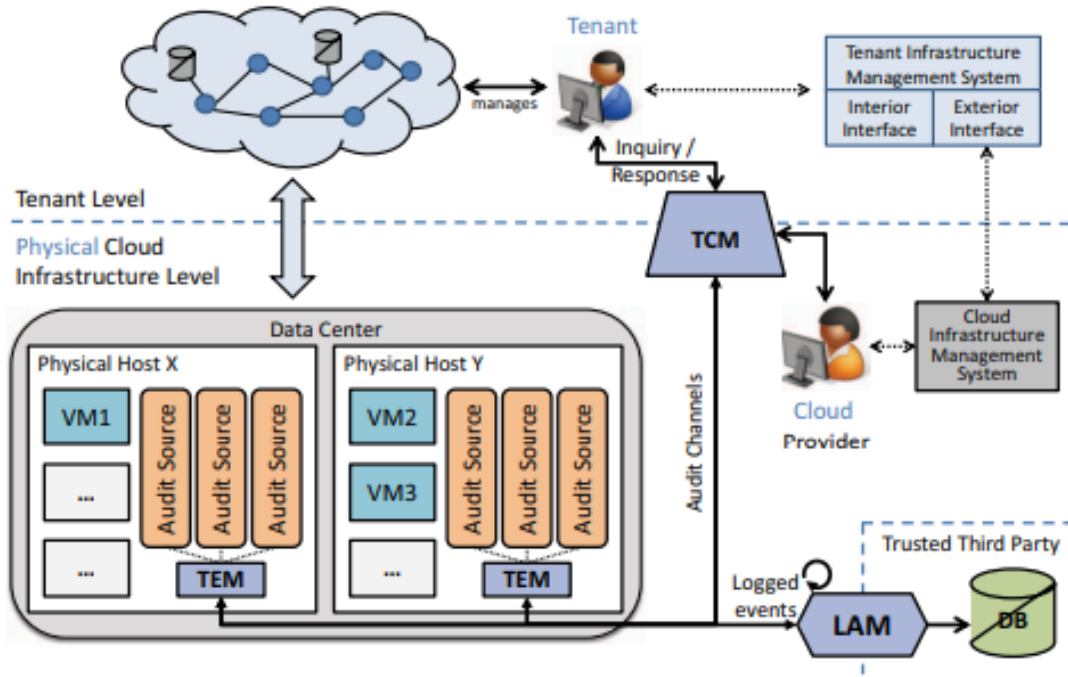 Tenant
manages
Tenant Infrastructure
Management System
Interior
Interface
Exterior
Interface
Inquiry /
Response
Tenant Level
Physical Cloud
Infrastructure Level
TCM
Data Center
Physical Host X
VM1
...
...
Audit Source
Audit Source
Audit Source
TEM
Physical Host Y
VM2
VM3
...
Audit Source
Audit Source
Audit Source
TEM
Audit Channels
Cloud
Provider
Cloud
Infrastructure
Management
System
Trusted Third Party
Logged
events
LAM
DB